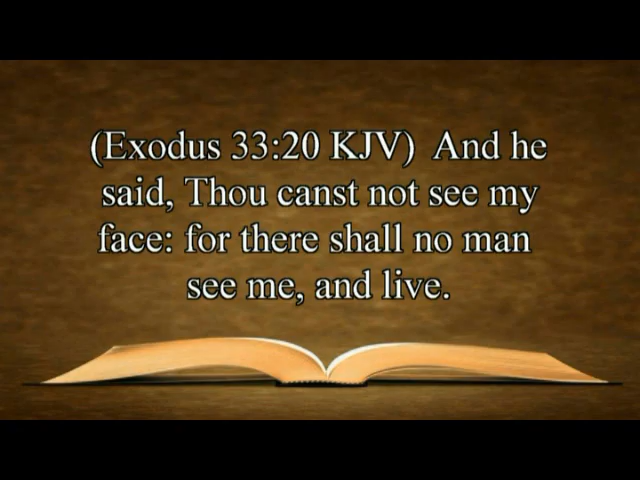 (Exodus 33:20 KJV)  And he
said, Thou canst not see my
face: for there shall no man
see me, and live.